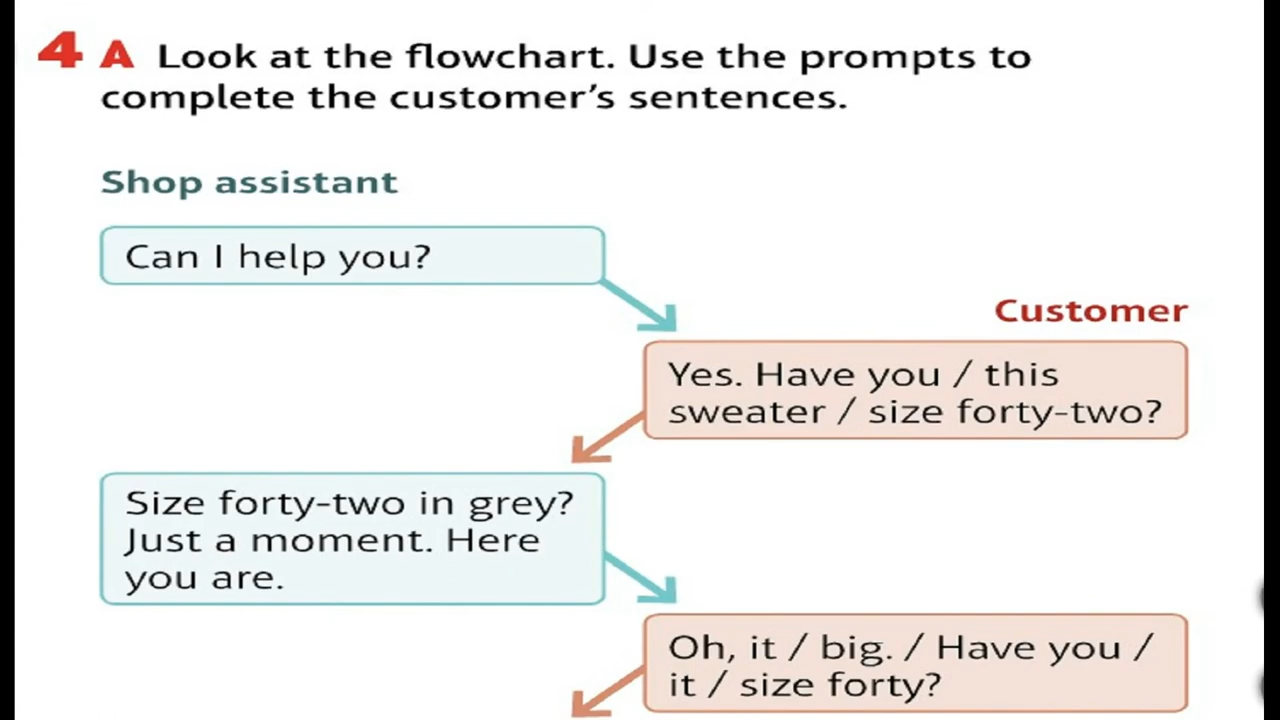 4 A Look at the flowchart. Use the prompts to
complete the customer's sentences.
Shop assistant
Can I help you?
Customer
Yes. Have you / this
sweater / size forty-two?
Size forty-two in grey?
Just a moment. Here
you are.
Oh, it / big. / Have you /
it / size forty?